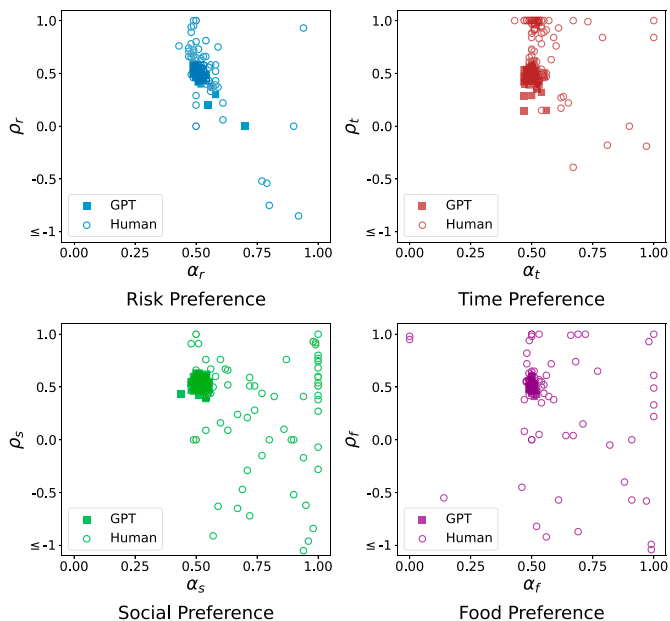 1.0
0.5
0.0
-0.5
≤ -1
ρr
GPT
Human
0.00 0.25 0.50 0.75 1.00
αr
Risk Preference
1.0
0.5
0.0
-0.5
≤ -1
ρt
GPT
Human
0.00 0.25 0.50 0.75 1.00
αt
Time Preference
1.0
0.5
0.0
-0.5
≤ -1
ρs
GPT
Human
0.00 0.25 0.50 0.75 1.00
αs
Social Preference
1.0
0.5
0.0
-0.5
≤ -1
ρf
GPT
Human
0.00 0.25 0.50 0.75 1.00
αf
Food Preference